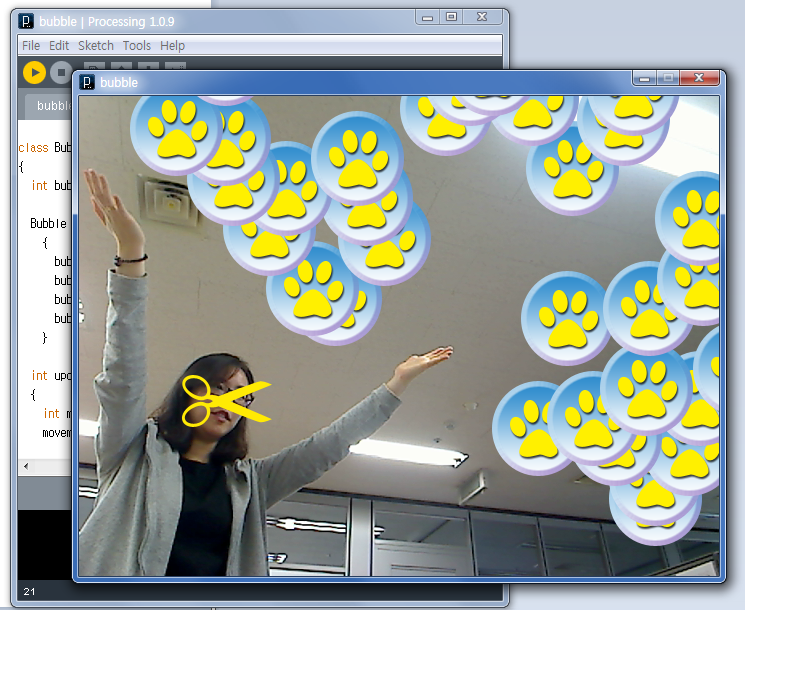 bubble | Processing 1.0.9
File Edit Sketch Tools Help
bubble
bubble
class Bub
{
int bub
Bubble
{
bub
bub
bub
bub
}
int upd
{
int m
movem
21